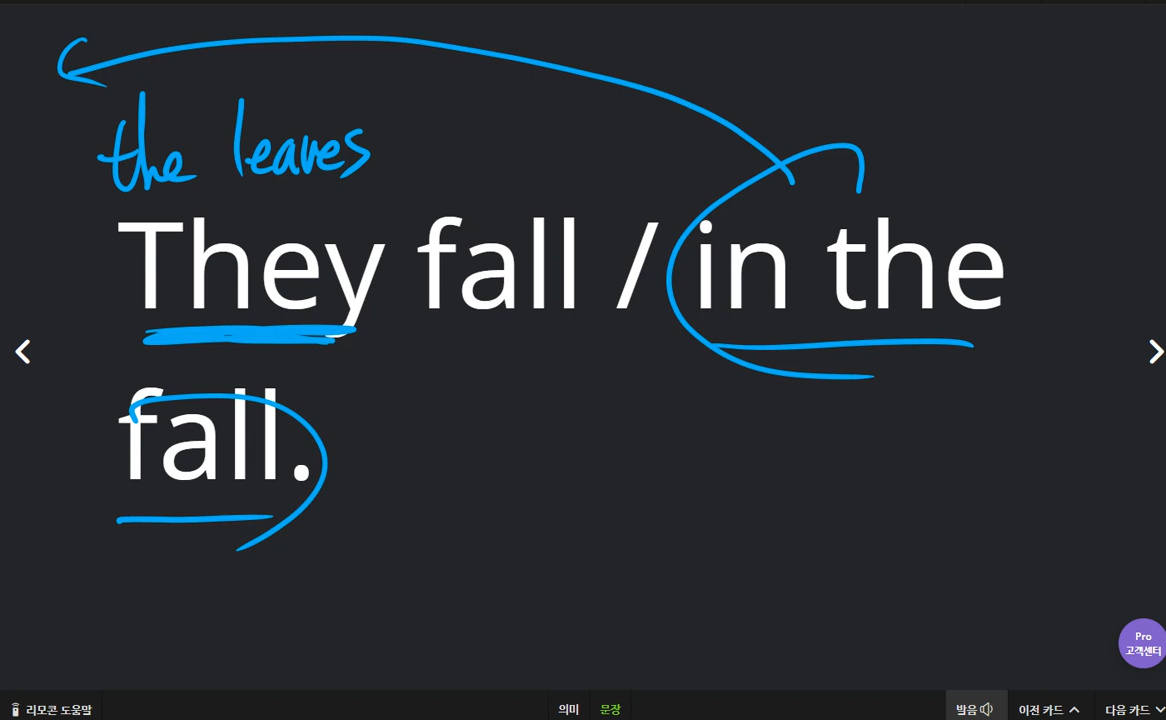 the leaves
They fall / in the
fall.
Pro
고객센터
리모콘 도움말
의미
문장
발음
이전 카드
다음 카드